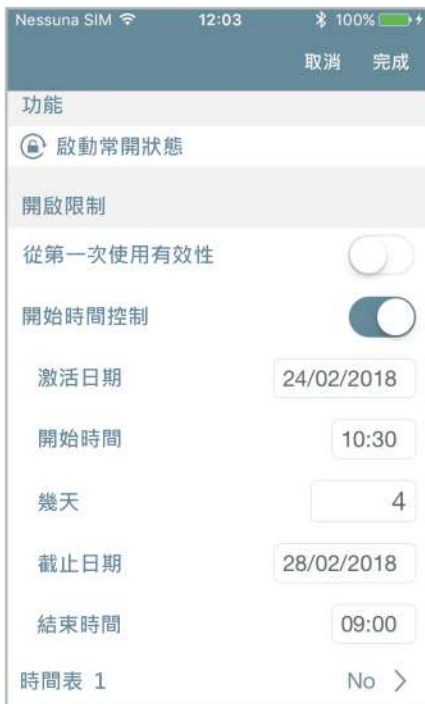 Nessuna SIM 12:03 100%
取消 完成
功能
啟動常開狀態
開啟限制
從第一次使用有效性
開始時間控制
激活日期 24/02/2018
開始時間 10:30
幾天 4
截止日期 28/02/2018
結束時間 09:00
時間表 1 No